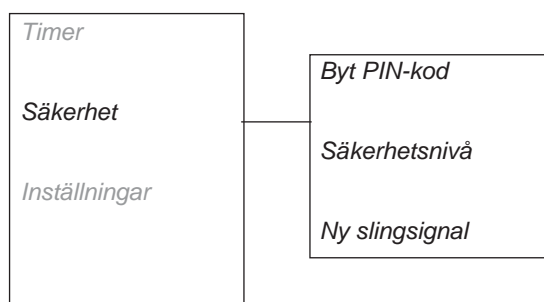 Timer
Säkerhet
Inställningar
Byt PIN-kod
Säkerhetsnivå
Ny slingsignal